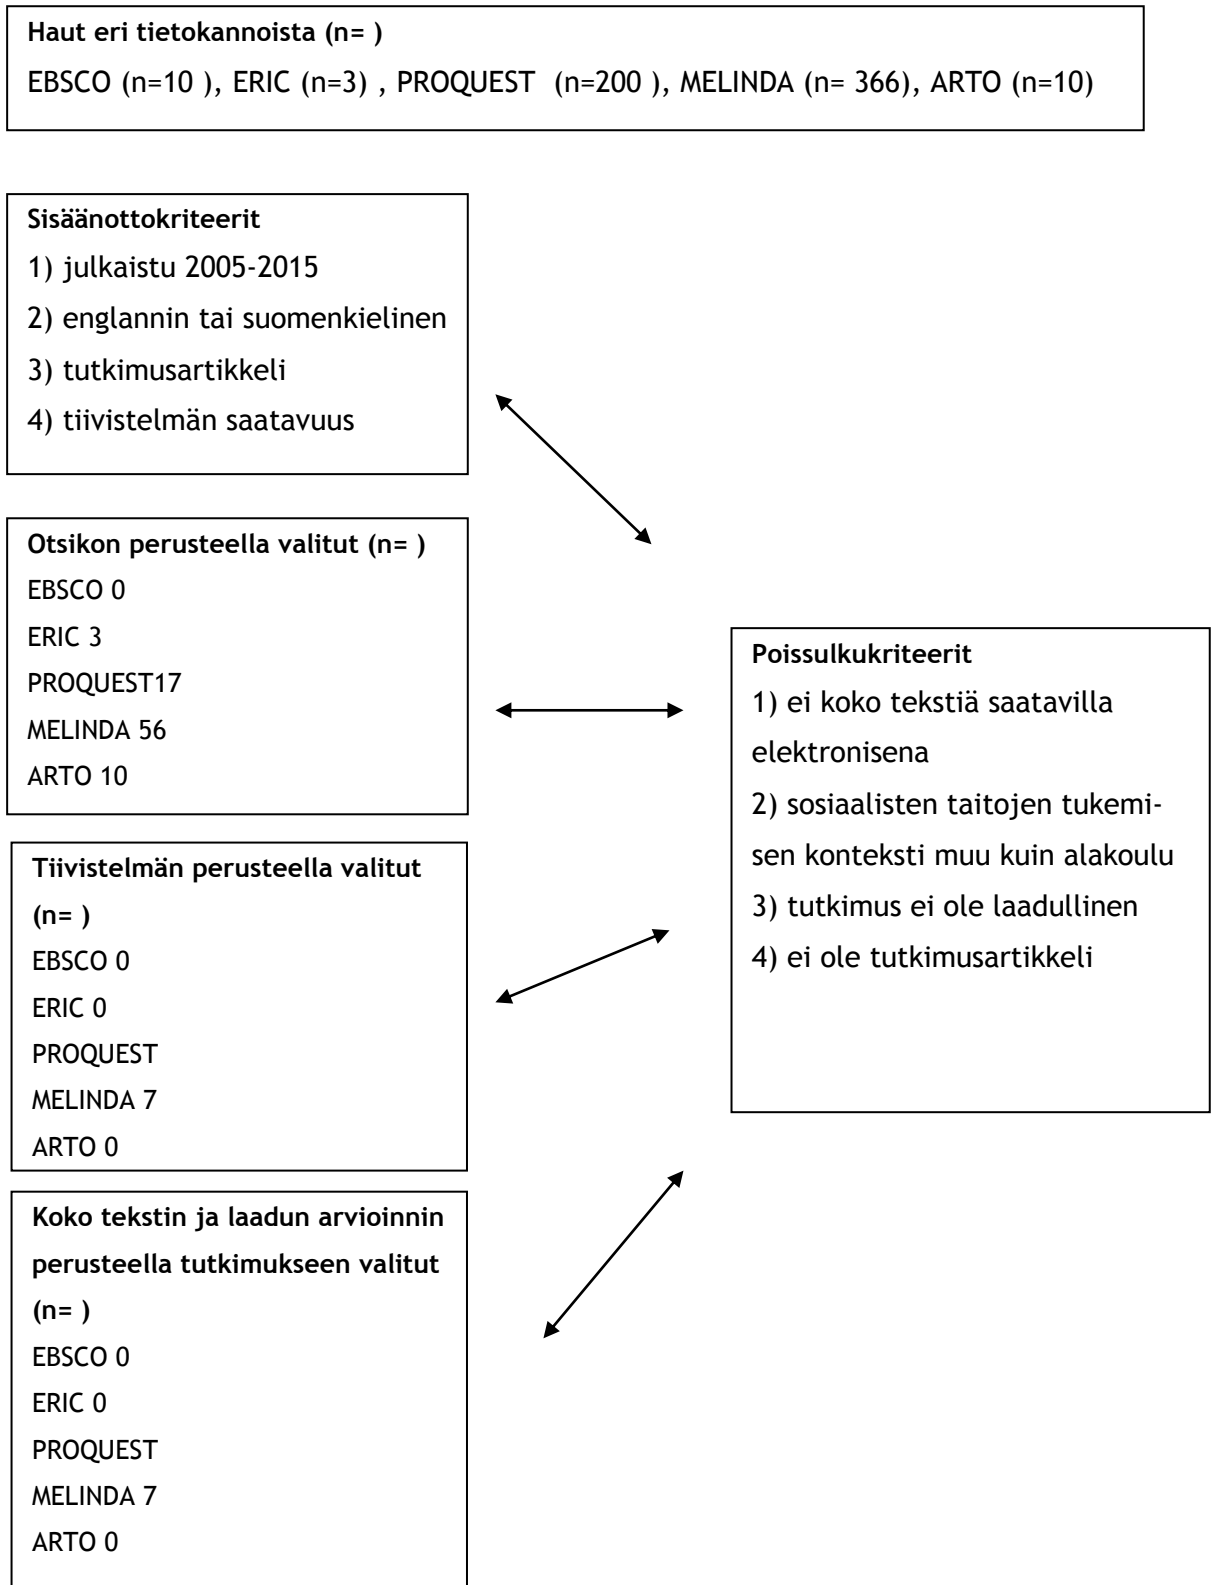 Haut eri tietokannoista (n= )
EBSCO (n=10 ), ERIC (n=3) , PROQUEST (n=200 ), MELINDA (n= 366), ARTO (n=10)
Sisäänottokriteerit
1) julkaistu 2005-2015
2) englannin tai suomenkielinen
3) tutkimusartikkeli
4) tiivistelmän saatavuus
Otsikon perusteella valitut (n= )
EBSCO 0
ERIC 3
PROQUEST17
MELINDA 56
ARTO 10
Poissulkukriteerit
1) ei koko tekstiä saatavilla
elektronisena
2) sosiaalisten taitojen tukemi-
sen konteksti muu kuin alakoulu
3) tutkimus ei ole laadullinen
4) ei ole tutkimusartikkeli
Tiivistelmän perusteella valitut
(n= )
EBSCO 0
ERIC 0
PROQUEST
MELINDA 7
ARTO 0
Koko tekstin ja laadun arvioinnin
perusteella tutkimukseen valitut
(n= )
EBSCO 0
ERIC 0
PROQUEST
MELINDA 7
ARTO 0